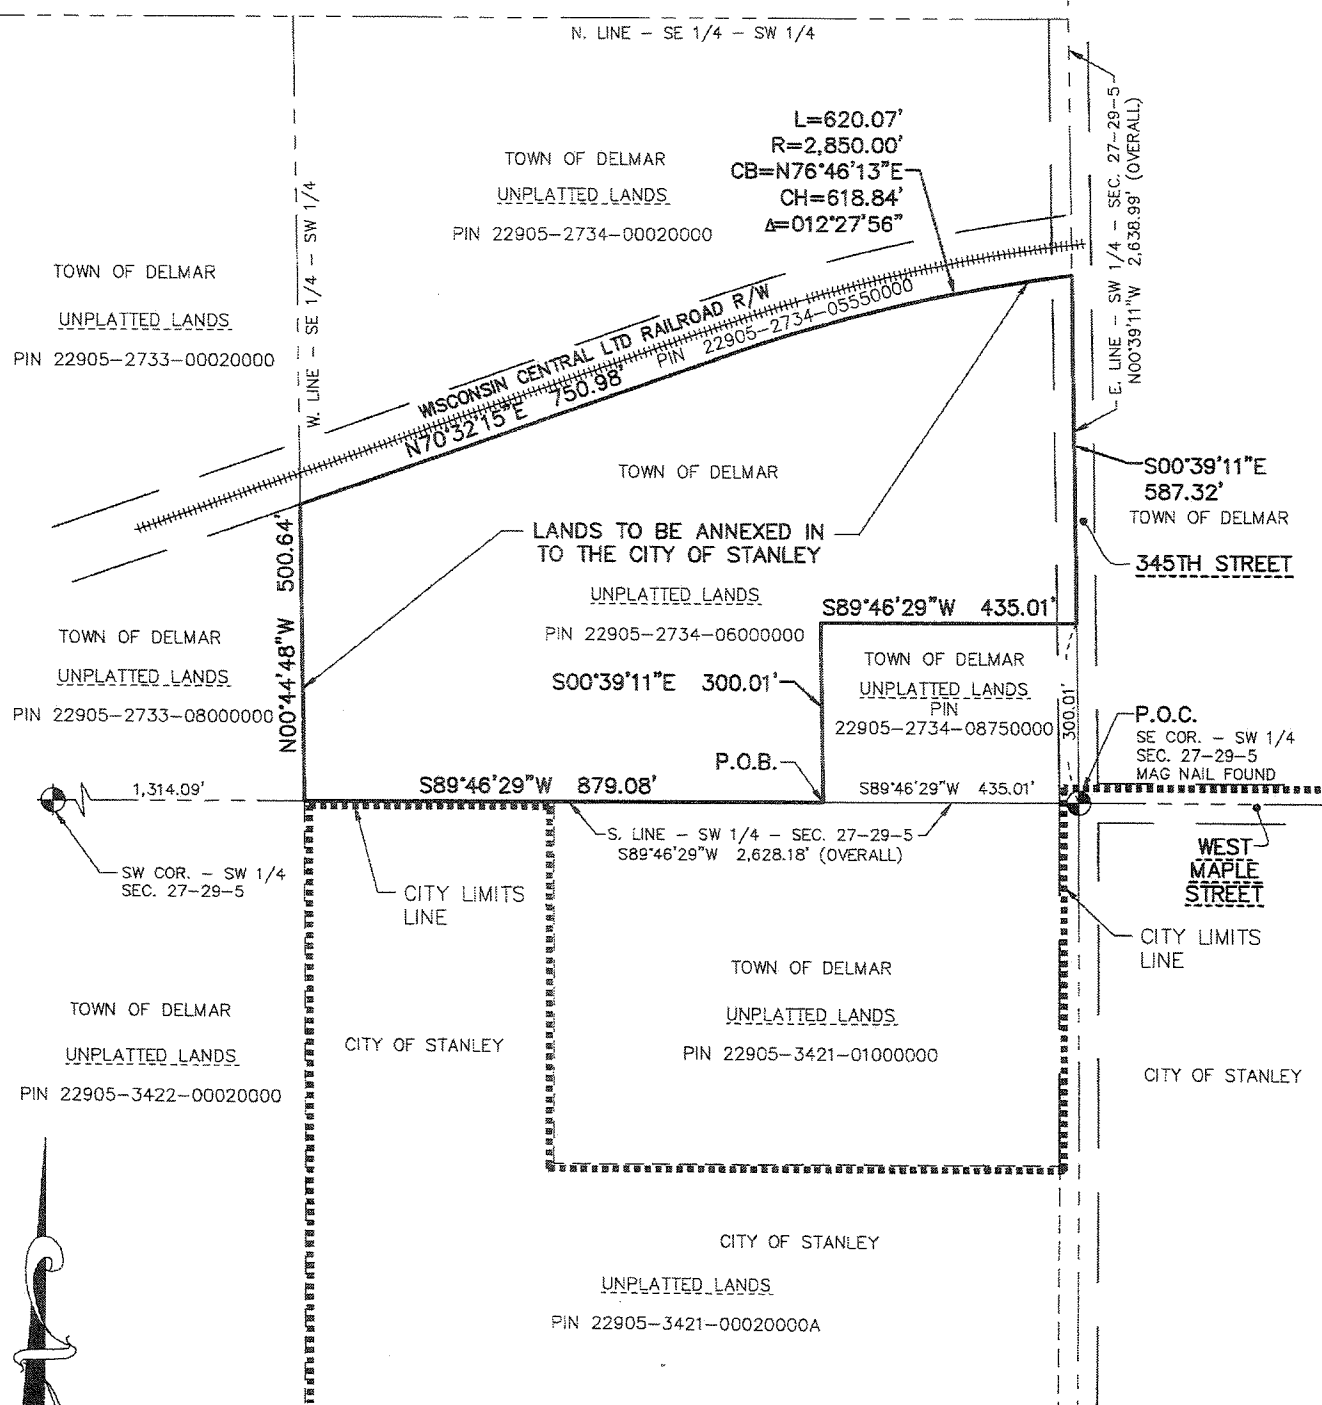 N. LINE – SE 1/4 – SW 1/4
L=620.07'
R=2,850.00'
CB=N76°46'13"E
CH=618.84'
Δ=012°27'56"
E. LINE – SW 1/4 – SEC. 27–29–5
N00°39'11"W 2,638.99' (OVERALL)
TOWN OF DELMAR
UNPLATTED LANDS
PIN 22905–2734–00020000
W. LINE – SE 1/4 – SW 1/4
TOWN OF DELMAR
UNPLATTED LANDS
PIN 22905–2733–00020000
WISCONSIN CENTRAL LTD RAILROAD R/W
PIN 22905–2734–05550000
N70°32'15"E 750.98'
S00°39'11"E
587.32'
TOWN OF DELMAR
345TH STREET
TOWN OF DELMAR
LANDS TO BE ANNEXED IN
TO THE CITY OF STANLEY
UNPLATTED LANDS
PIN 22905–2734–06000000
N00°44'48"W 500.64'
S89°46'29"W 435.01'
TOWN OF DELMAR
UNPLATTED LANDS
PIN 22905–2733–08000000
S00°39'11"E 300.01'
TOWN OF DELMAR
UNPLATTED LANDS
PIN
22905–2734–08750000
300.01'
P.O.C.
SE COR. – SW 1/4
SEC. 27–29–5
MAG NAIL FOUND
P.O.B.
1,314.09'
S89°46'29"W 879.08'
S89°46'29"W 435.01'
S. LINE – SW 1/4 – SEC. 27–29–5
S89°46'29"W 2,628.18' (OVERALL)
SW COR. – SW 1/4
SEC. 27–29–5
CITY LIMITS
LINE
WEST
MAPLE
STREET
CITY LIMITS
LINE
TOWN OF DELMAR
UNPLATTED LANDS
PIN 22905–3421–01000000
TOWN OF DELMAR
UNPLATTED LANDS
PIN 22905–3422–00020000
CITY OF STANLEY
CITY OF STANLEY
CITY OF STANLEY
UNPLATTED LANDS
PIN 22905–3421–00020000A